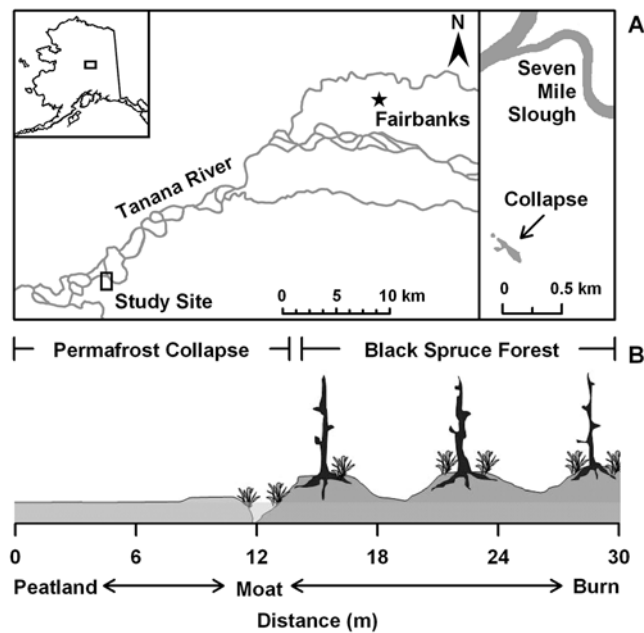 A
N
Seven
Mile
Slough
Fairbanks
Tanana River
Collapse
Study Site
0 5 10 km
0 0.5 km
Permafrost Collapse Black Spruce Forest
B
0 6 12 18 24 30
Peatland Moat Burn
Distance (m)